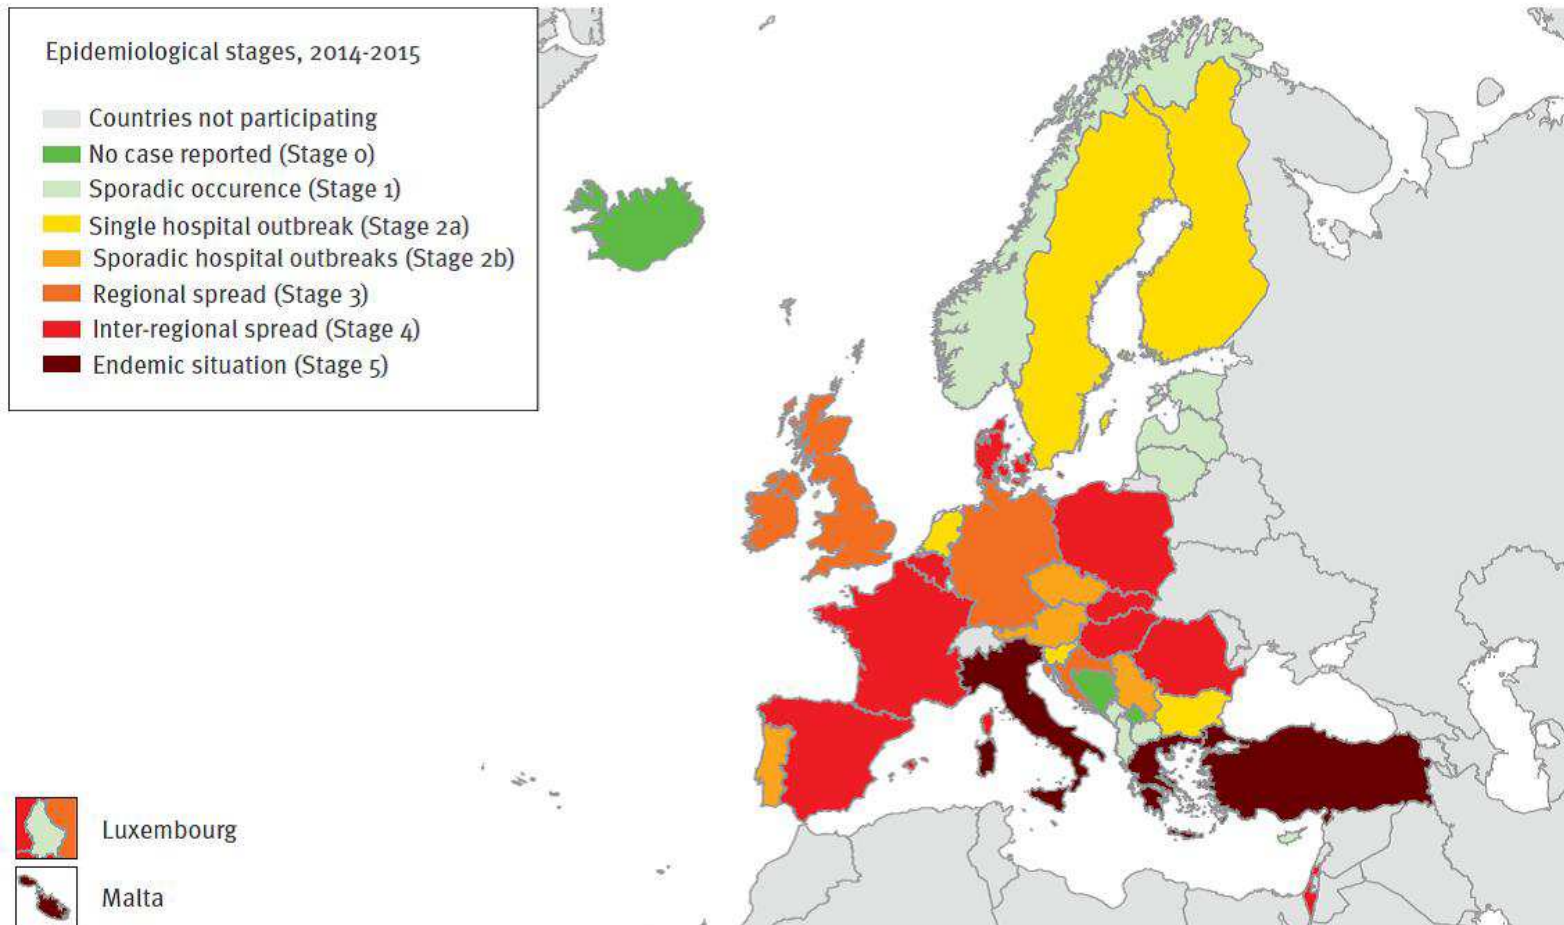 Epidemiological stages, 2014-2015
Countries not participating
No case reported (Stage 0)
Sporadic occurence (Stage 1)
Single hospital outbreak (Stage 2a)
Sporadic hospital outbreaks (Stage 2b)
Regional spread (Stage 3)
Inter-regional spread (Stage 4)
Endemic situation (Stage 5)
Luxembourg
Malta